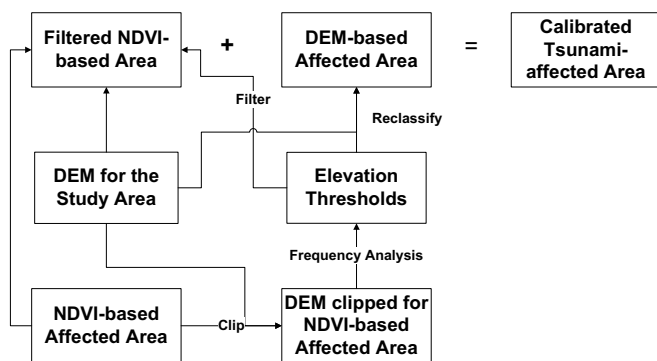 Filtered NDVI-
based Area
+
DEM-based
Affected Area
=
Calibrated
Tsunami-
affected Area
Filter
Reclassify
DEM for the
Study Area
Elevation
Thresholds
Frequency Analysis
NDVI-based
Affected Area
Clip
DEM clipped for
NDVI-based
Affected Area